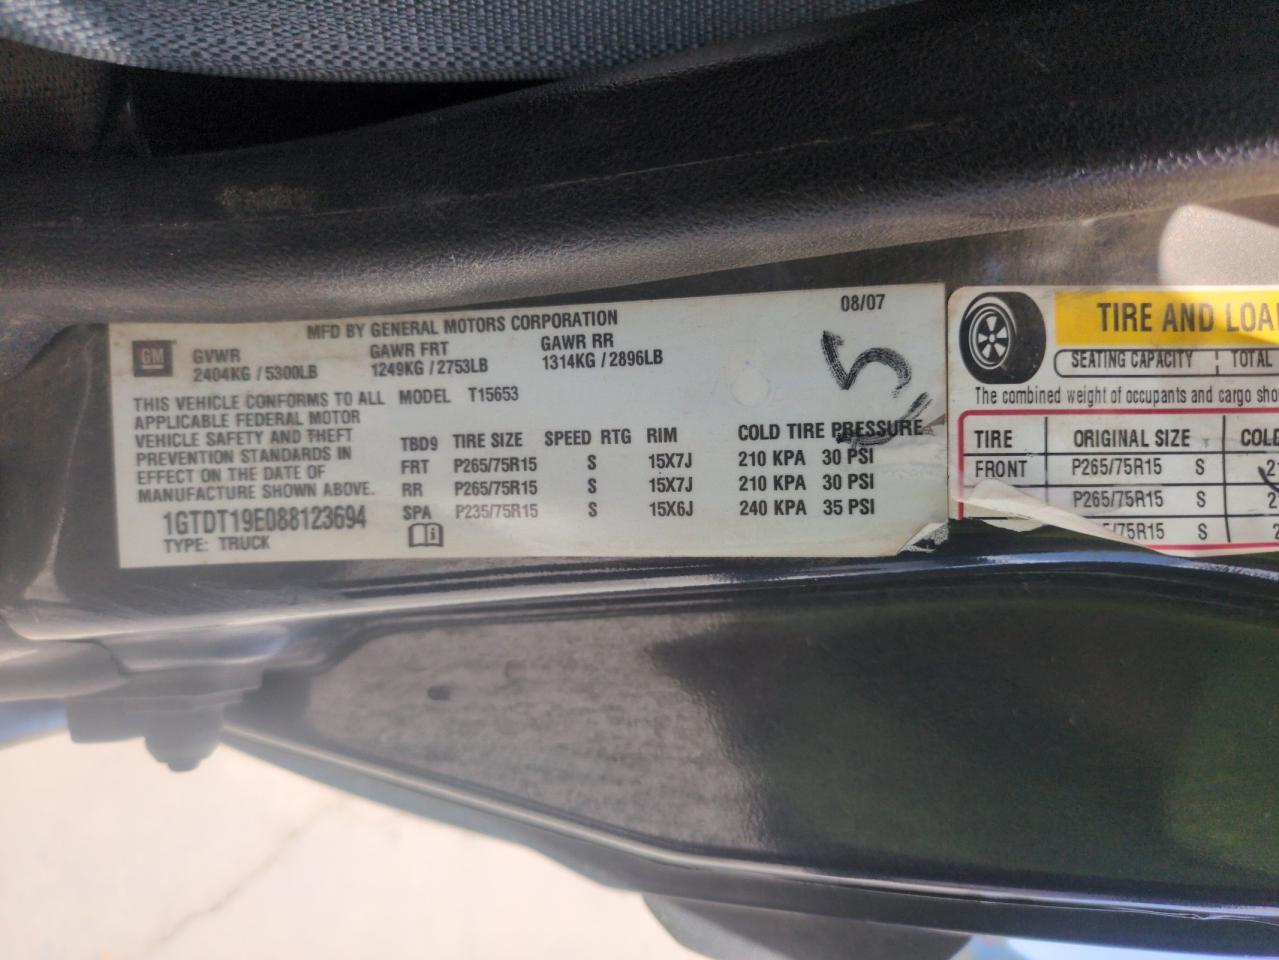 MFD BY GENERAL MOTORS CORPORATION
08/07
GM
GVWR GAWR FRT GAWR RR
2404KG / 5300LB 1249KG / 2753LB 1314KG / 2896LB
THIS VEHICLE CONFORMS TO ALL
APPLICABLE FEDERAL MOTOR
VEHICLE SAFETY AND THEFT
PREVENTION STANDARDS IN
EFFECT ON THE DATE OF
MANUFACTURE SHOWN ABOVE.
1GTDT19E088123694
TYPE: TRUCK
MODEL T15653
TBD9 TIRE SIZE SPEED RTG RIM COLD TIRE PRESSURE
FRT P265/75R15 S 15X7J 210 KPA 30 PSI
RR P265/75R15 S 15X7J 210 KPA 30 PSI
SPA P235/75R15 S 15X6J 240 KPA 35 PSI
5
TIRE AND LOA
SEATING CAPACITY TOTAL
The combined weight of occupants and cargo sho
TIRE ORIGINAL SIZE COL
FRONT P265/75R15 S 2
P265/75R15 S 2
/75R15 S 2